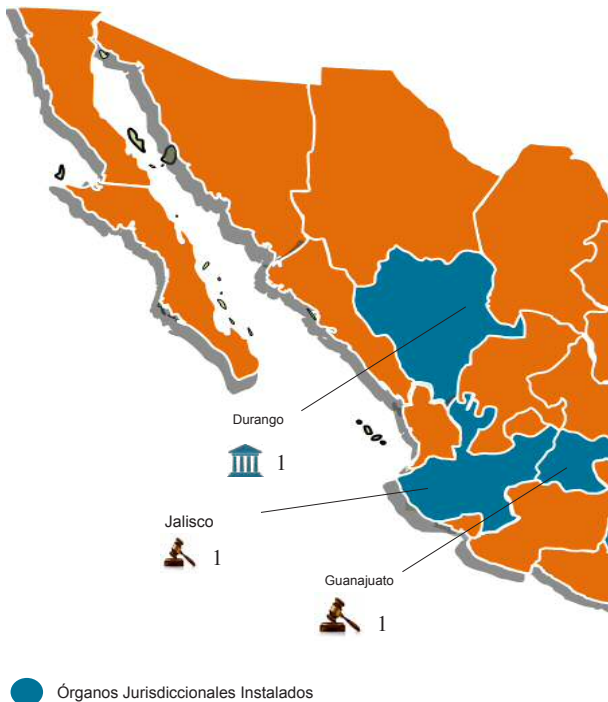 Durango
1
Jalisco
1
Guanajuato
1
Órganos Jurisdiccionales Instalados